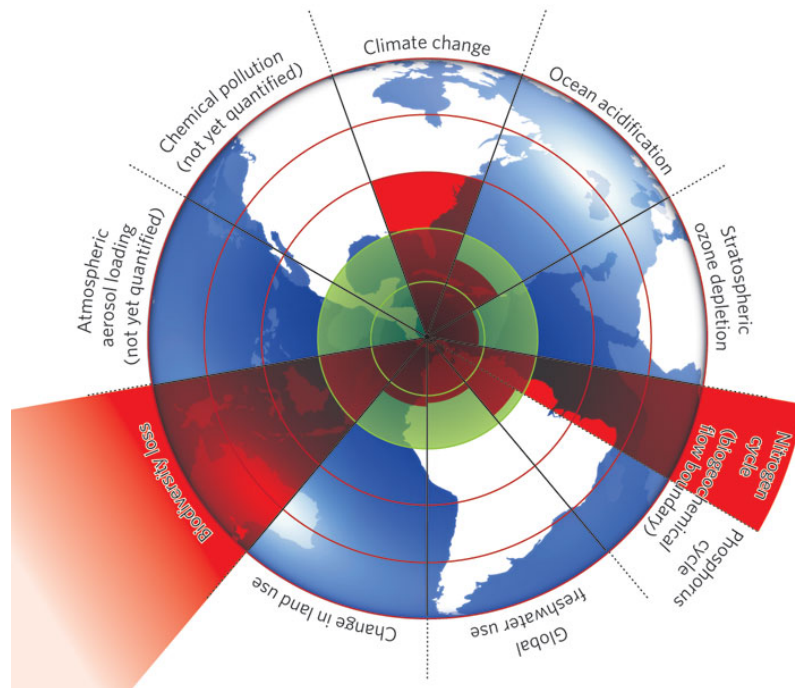 Climate change
Ocean acidification
Stratospheric
ozone depletion
Nitrogen
cycle
(biogeochemical
flow boundary)
Phosphorus
cycle
Global
freshwater use
Change in land use
Biodiversity loss
Atmospheric
aerosol loading
(not yet quantified)
Chemical pollution
(not yet quantified)